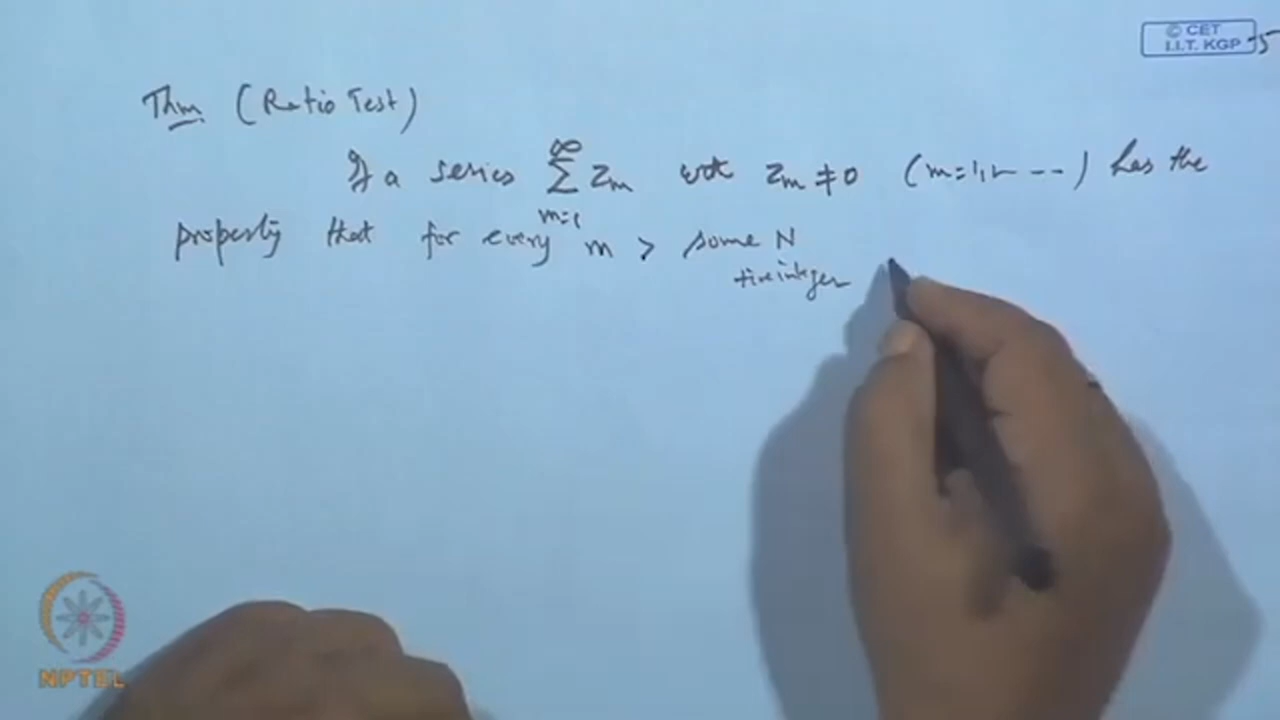 © CET
I.I.T. KGP
Thm (Ratio Test)
If a series ∑_{m=1}^{∞} z_m with z_m ≠ 0 (m=1,2 ---) has the
property that for every m > some N
+ive integer
NPTEL